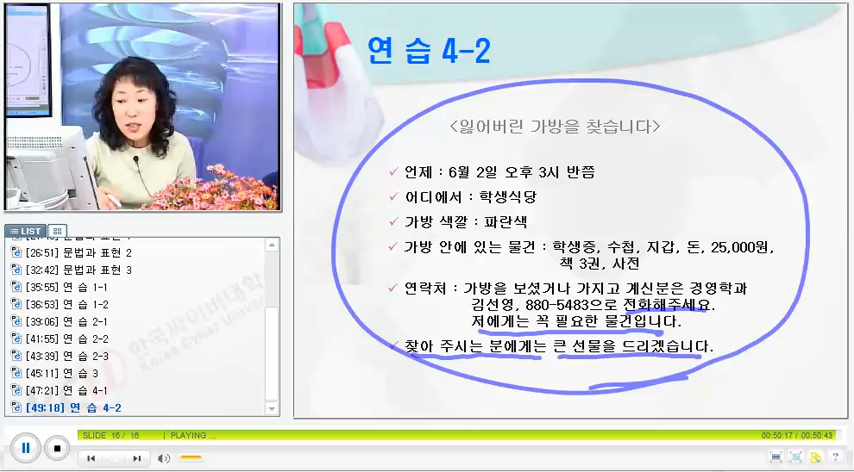 연 습 4-2
<잃어버린 가방을 찾습니다>
✓ 언제 : 6월 2일 오후 3시 반쯤
✓ 어디에서 : 학생식당
✓ 가방 색깔 : 파란색
✓ 가방 안에 있는 물건 : 학생증, 수첩, 지갑, 돈, 25,000원,
책 3권, 사전
✓ 연락처 : 가방을 보셨거나 가지고 계신분은 경영학과
김선영, 880-5483으로 전화해주세요.
저에게는 꼭 필요한 물건입니다.
✓ 찾아 주시는 분에게는 큰 선물을 드리겠습니다.
LIST
[26:51] 문법과 표현 2
[32:42] 문법과 표현 3
[35:55] 연 습 1-1
[36:53] 연 습 1-2
[39:06] 연 습 2-1
[41:55] 연 습 2-2
[43:39] 연 습 2-3
[45:11] 연 습 3
[47:21] 연 습 4-1
[49:18] 연 습 4-2
한국싸이버대학
Korea Cyber
SLIDE 16 / 16 | PLAYING ...
00:50:17 / 00:50:43